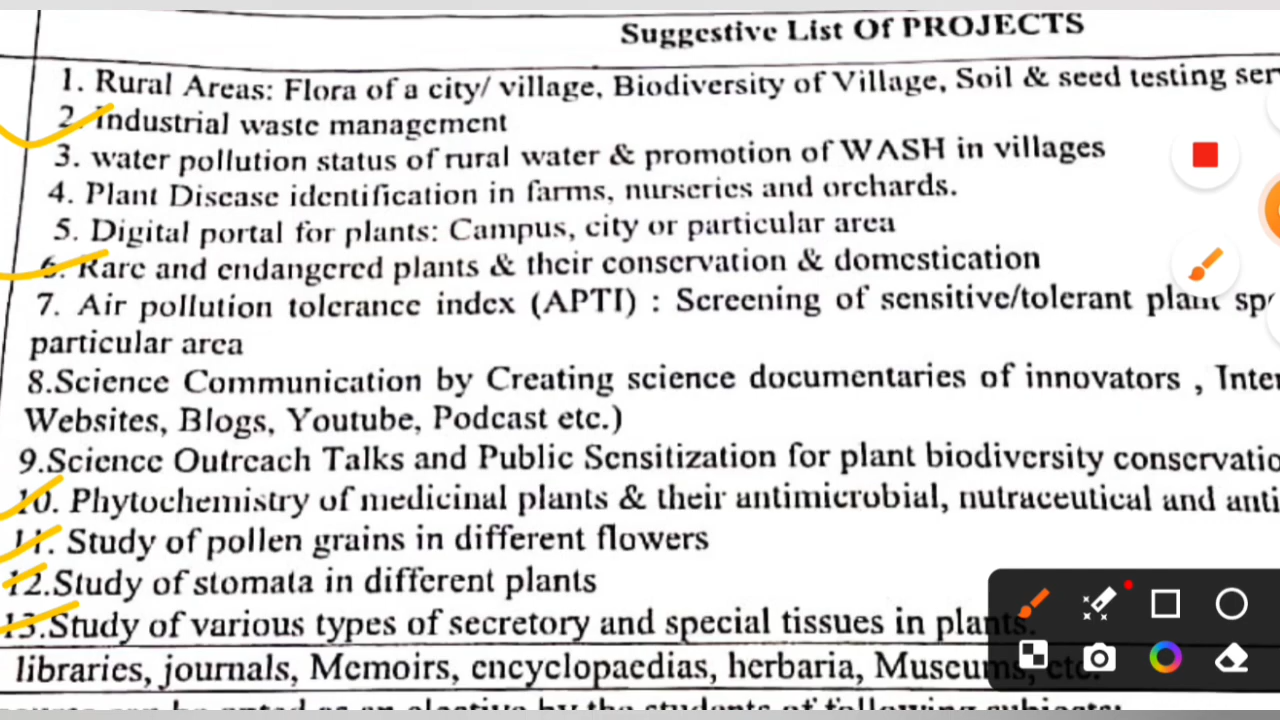 Suggestive List Of PROJECTS
1. Rural Areas: Flora of a city/ village, Biodiversity of Village, Soil & seed testing
2. Industrial waste management
3. water pollution status of rural water & promotion of WASH in villages
4. Plant Disease identification in farms, nurseries and orchards.
5. Digital portal for plants: Campus, city or particular area
6. Rare and endangered plants & their conservation & domestication
7. Air pollution tolerance index (APTI) : Screening of sensitive/tolerant plant
particular area
8.Science Communication by Creating science documentaries of innovators ,
Websites, Blogs, Youtube, Podcast etc.)
9.Science Outreach Talks and Public Sensitization for plant biodiversity
10. Phytochemistry of medicinal plants & their antimicrobial, nutraceutical and
11. Study of pollen grains in different flowers
12.Study of stomata in different plants
13.Study of various types of secretory and special tissues in plants.
libraries, journals, Memoirs, encyclopaedias, herbaria, Museums, etc.